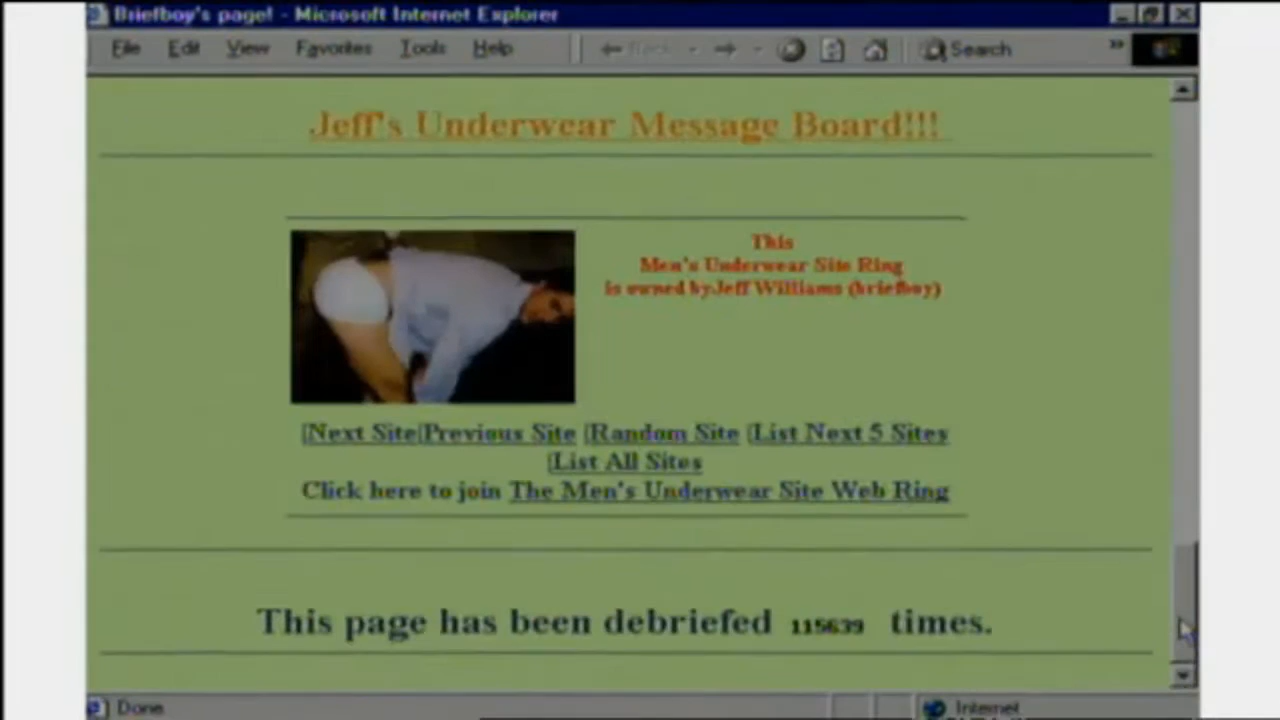 Briefboy's page! - Microsoft Internet Explorer
File Edit View Favorites Tools Help Back Search »
Jeff's Underwear Message Board!!!
This
Men's Underwear Site Ring
is owned byJeff Williams (briefboy)
[Next Site[Previous Site [Random Site [List Next 5 Sites
[List All Sites
Click here to join The Men's Underwear Site Web Ring
This page has been debriefed 115639 times.
Done Internet